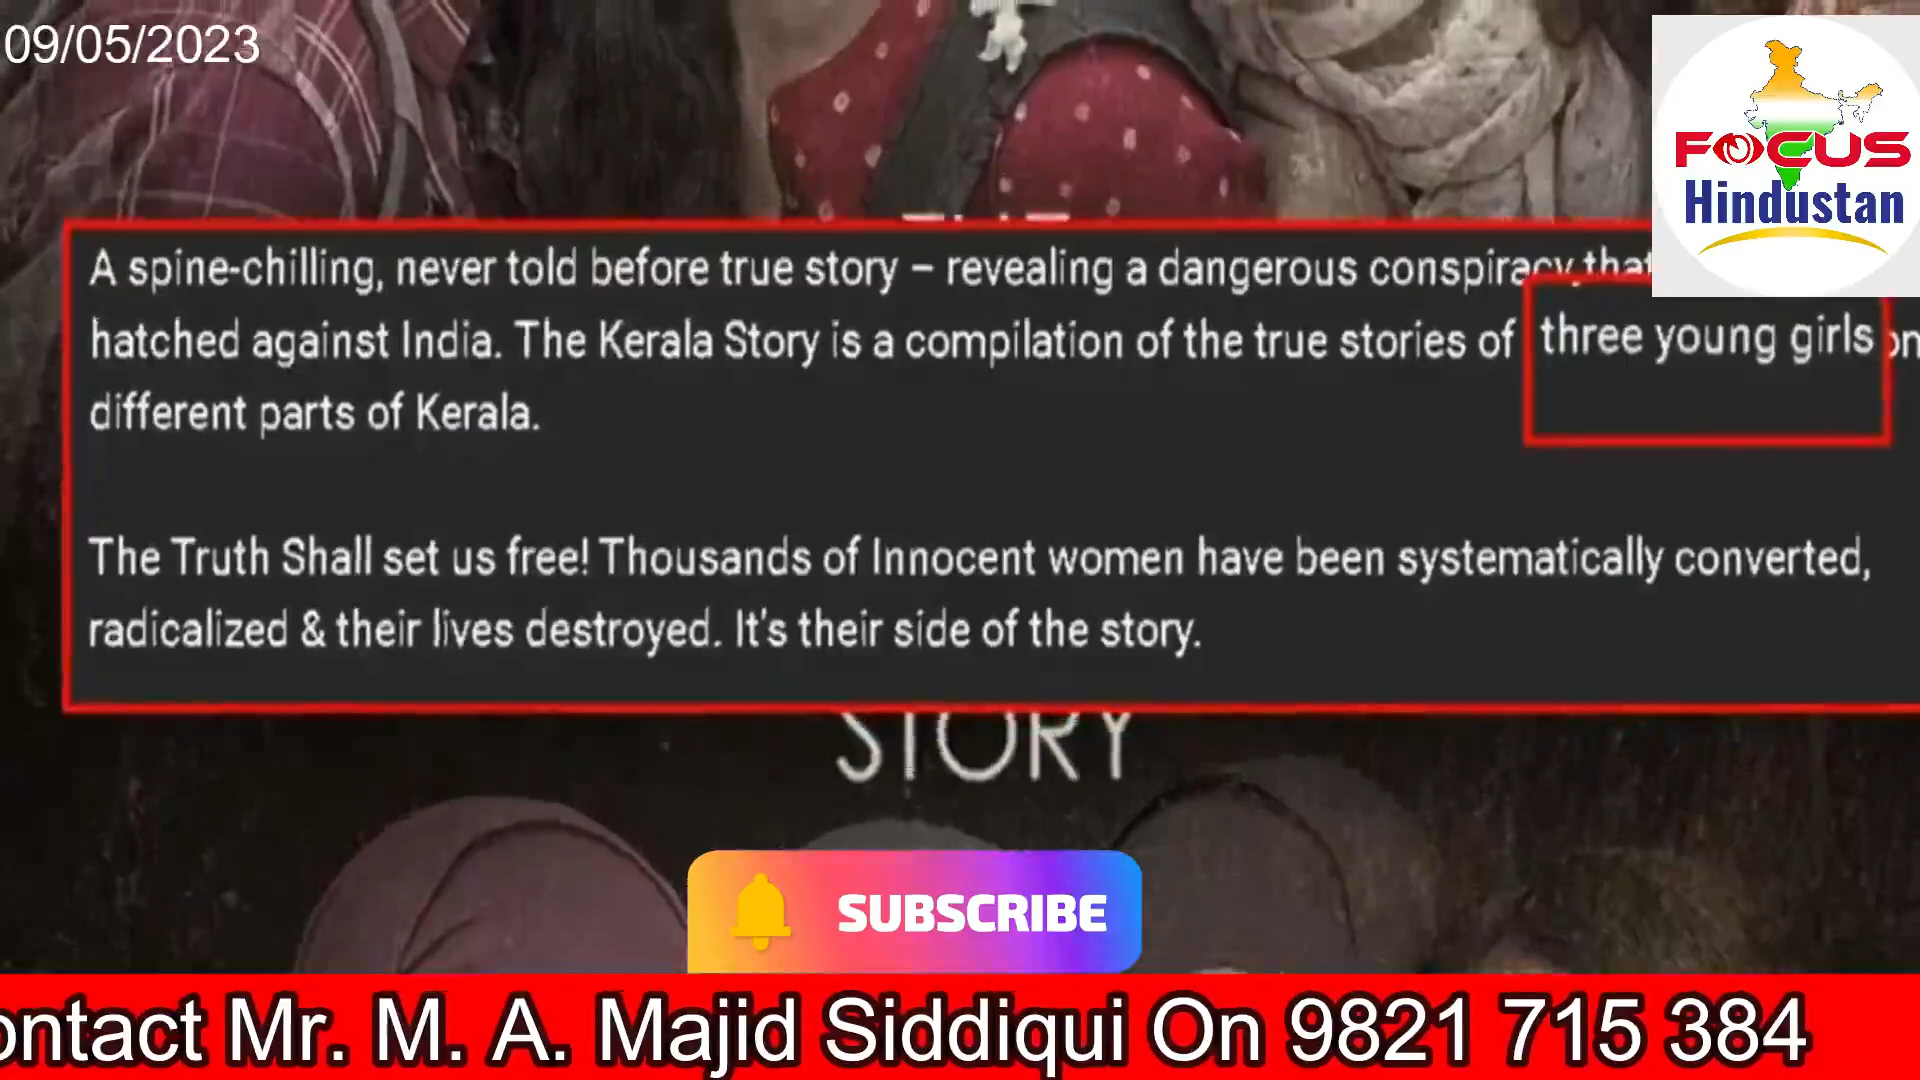 09/05/2023
FOCUS
Hindustan
A spine-chilling, never told before true story – revealing a dangerous conspiracy that
hatched against India. The Kerala Story is a compilation of the true stories of three young girls
different parts of Kerala.
The Truth Shall set us free! Thousands of Innocent women have been systematically converted,
radicalized & their lives destroyed. It's their side of the story.
STORY
SUBSCRIBE
ontact Mr. M. A. Majid Siddiqui On 9821 715 384